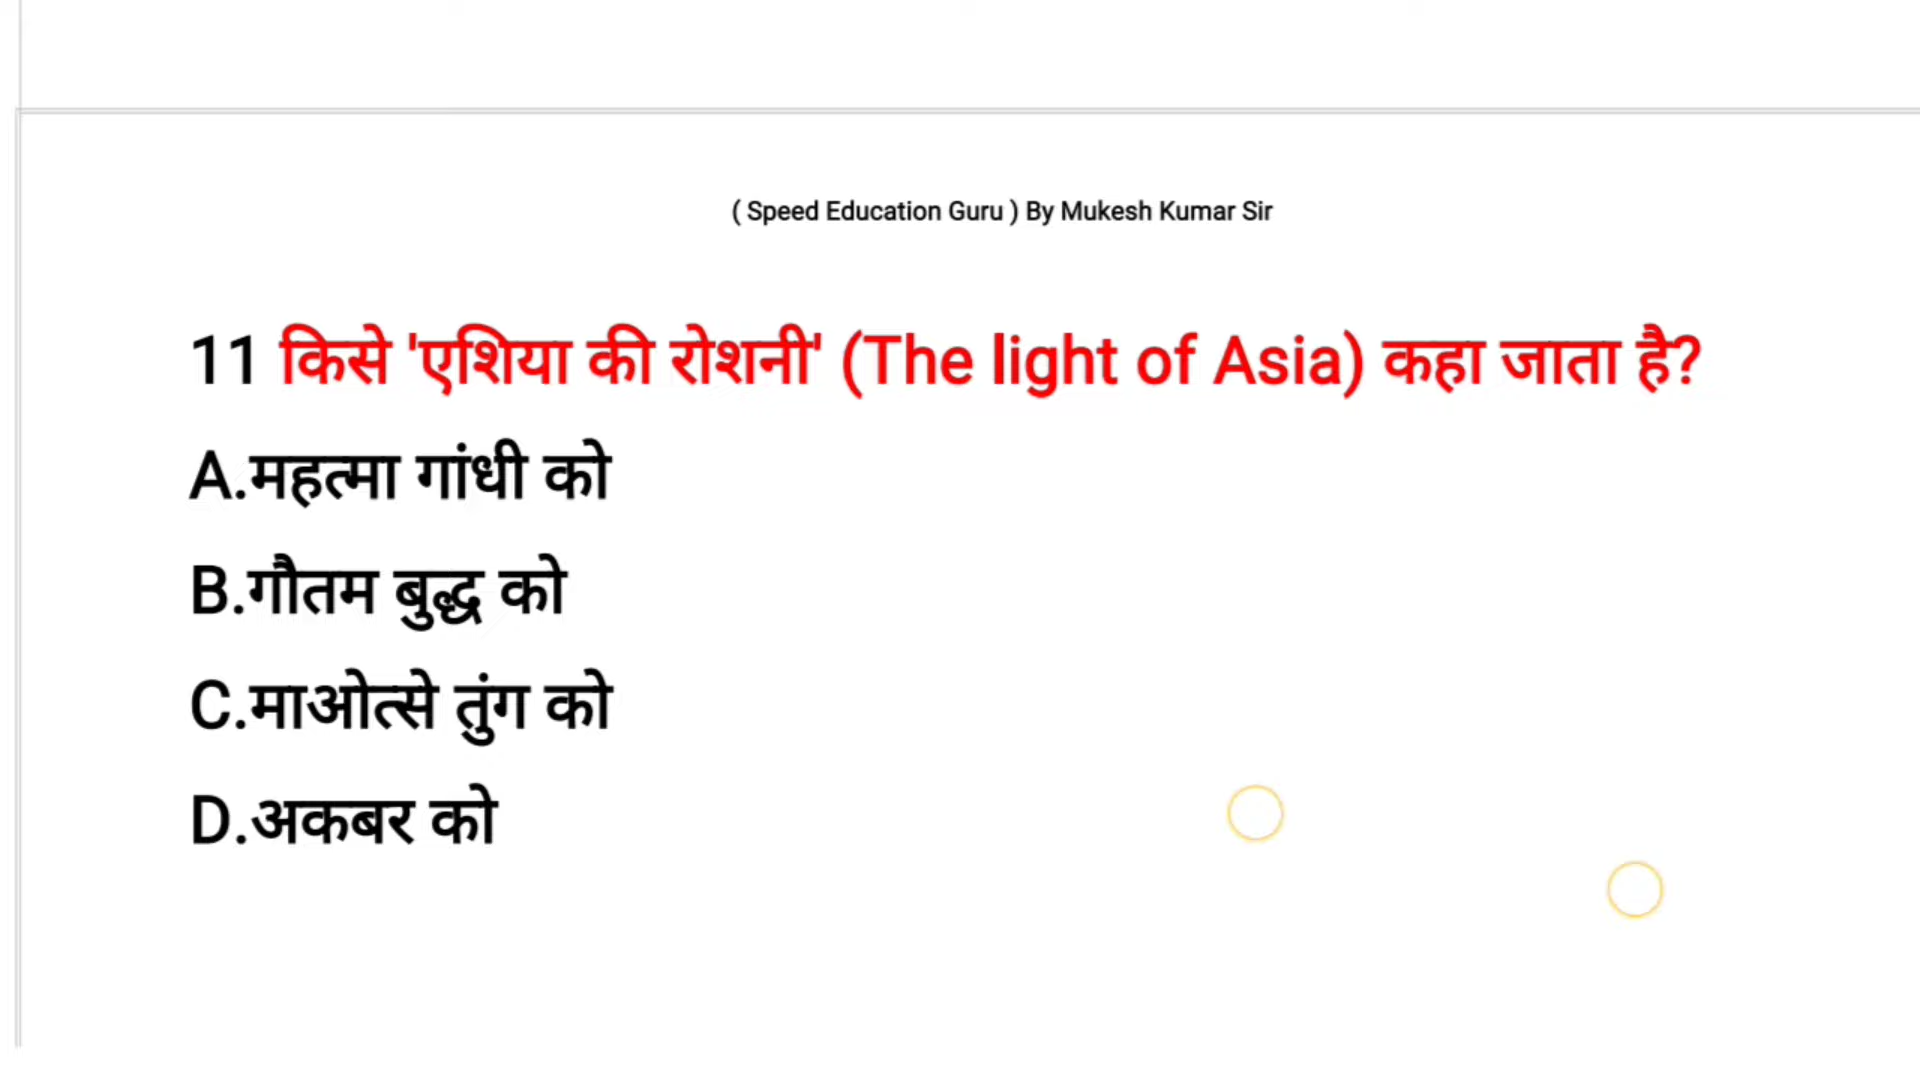 ( Speed Education Guru ) By Mukesh Kumar Sir
11 किसे 'एशिया की रोशनी' (The light of Asia) कहा जाता है?
A.महत्मा गांधी को
B.गौतम बुद्ध को
C.माओत्से तुंग को
D.अकबर को